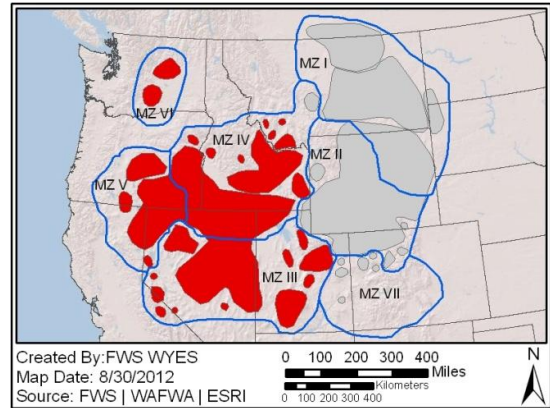 MZ I
MZ VI
MZ IV
MZ II
MZ V
MZ III
MZ VII
Created By:FWS WYES
Map Date: 8/30/2012
Source: FWS | WAFWA | ESRI
0 100 200 300 400
Miles
Kilometers
0 100 200 300 400
N